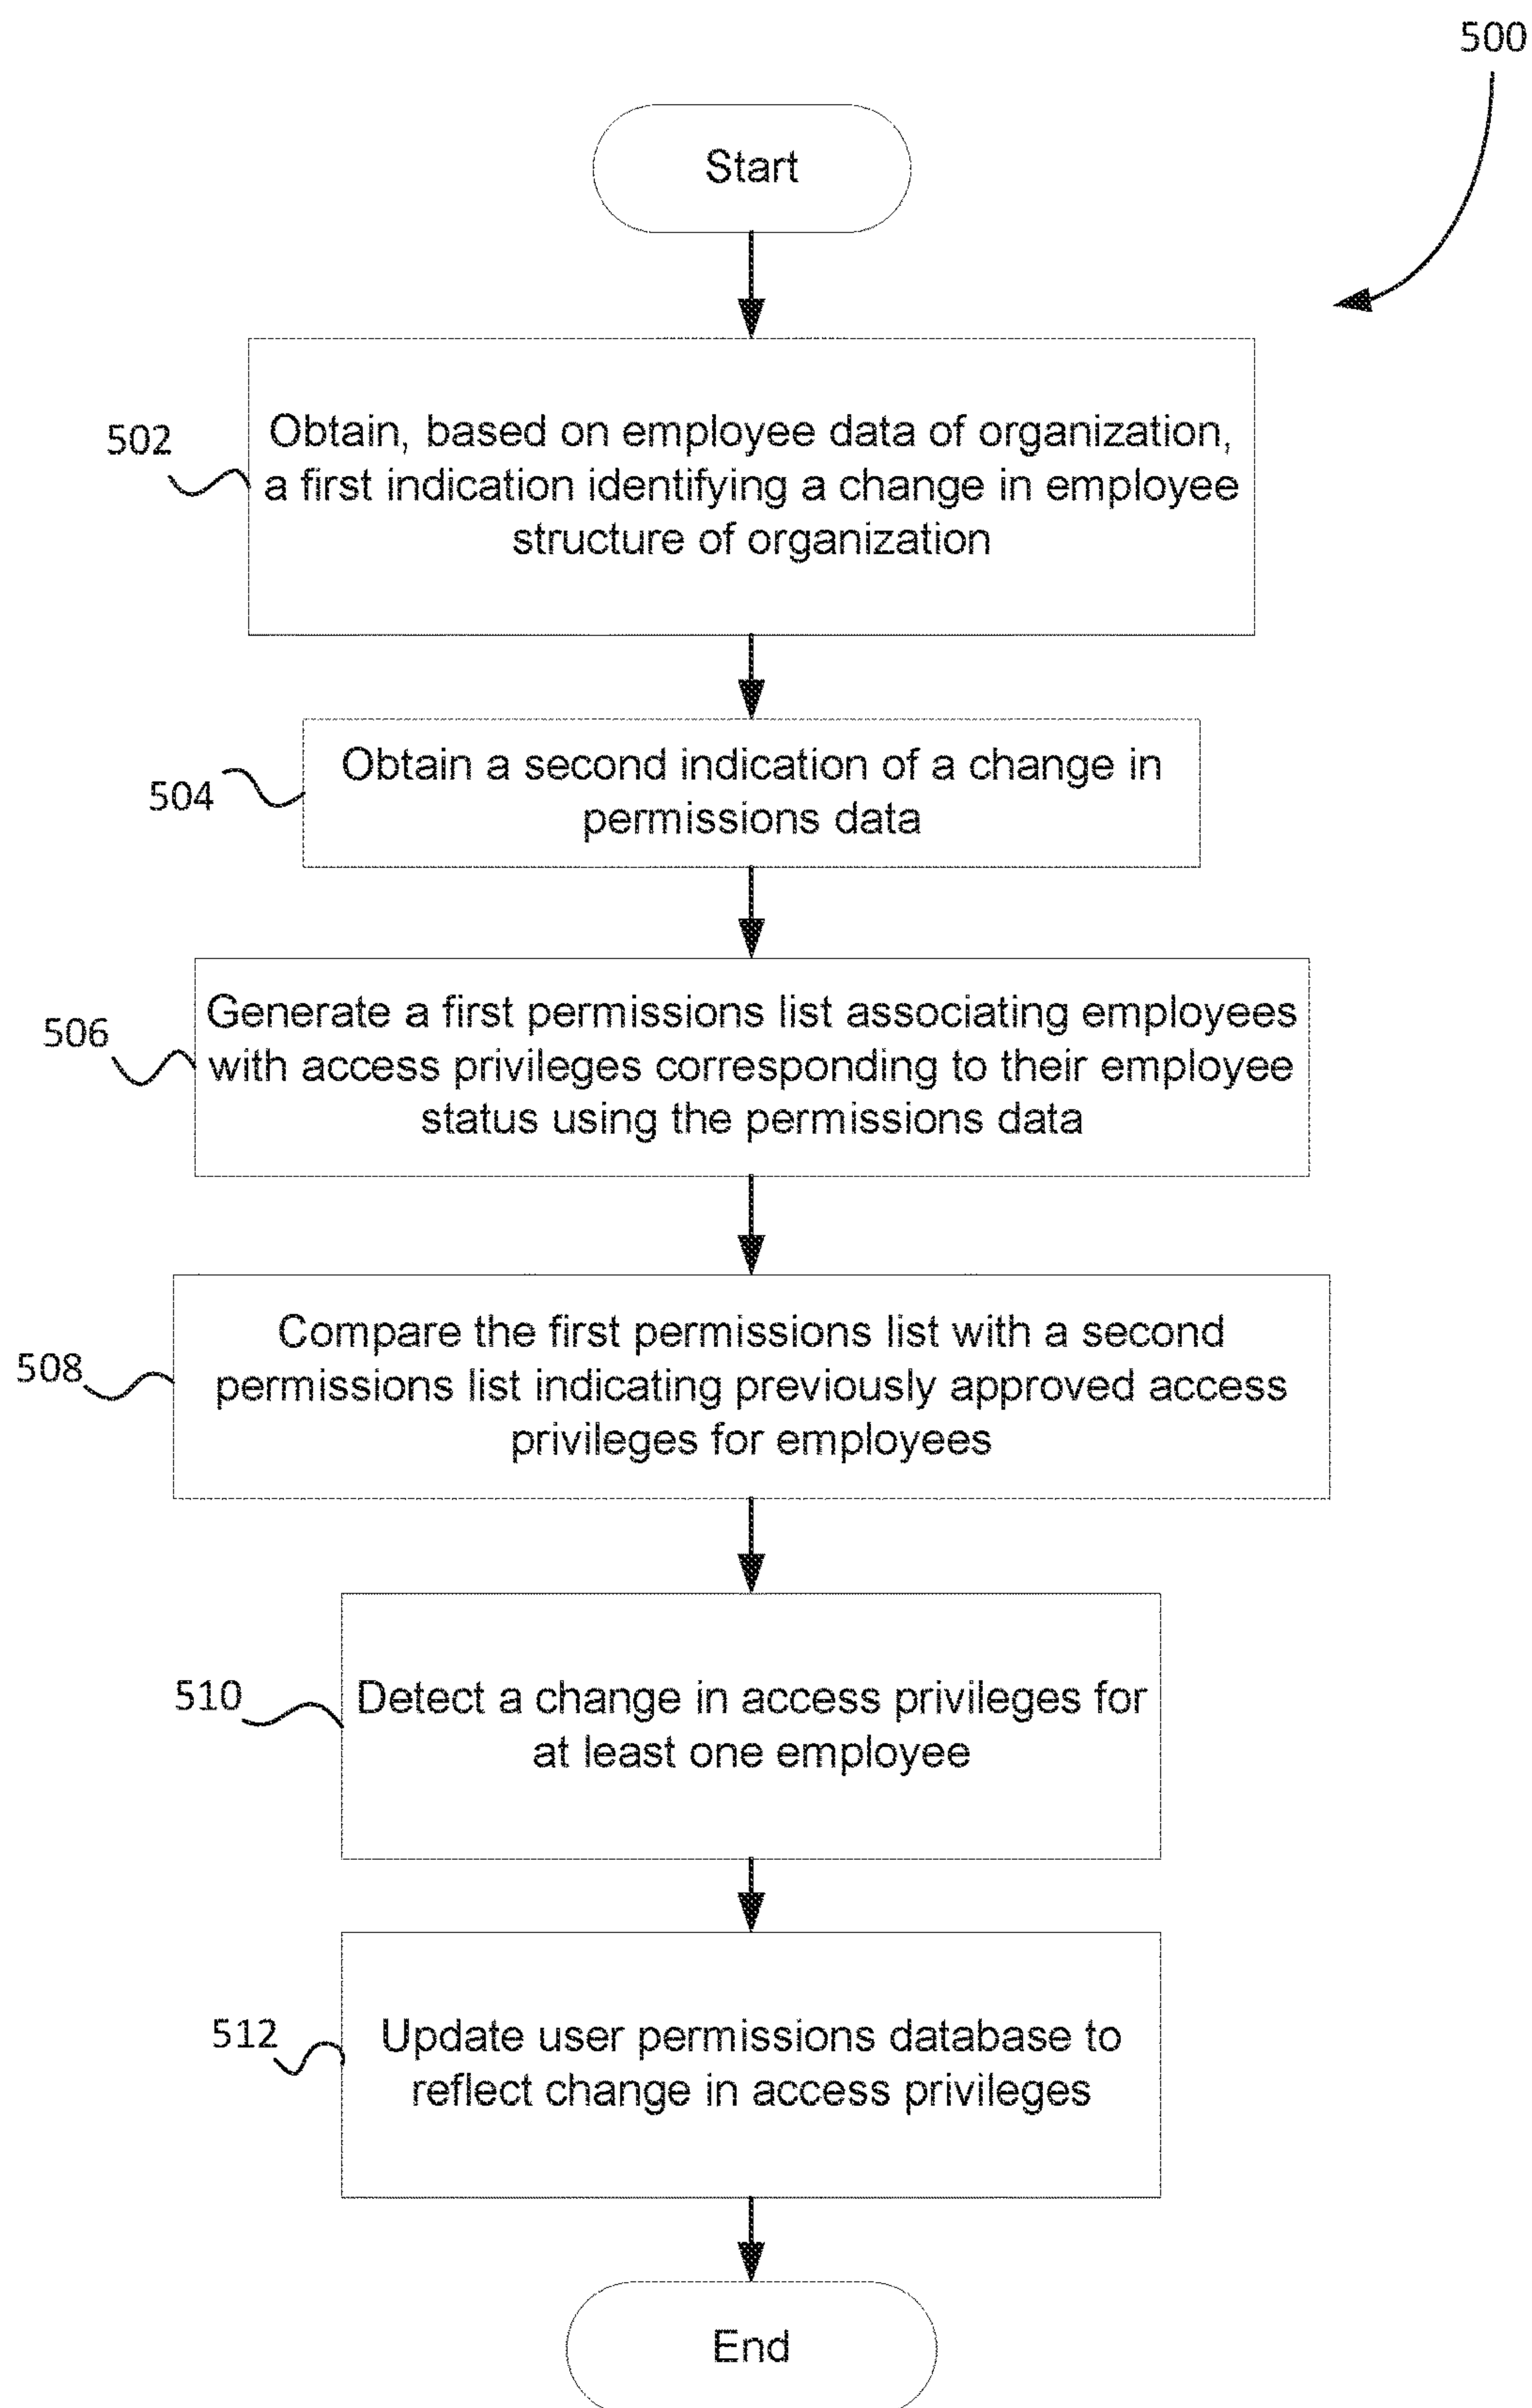 500
Start
502
Obtain, based on employee data of organization,
a first indication identifying a change in employee
structure of organization
504
Obtain a second indication of a change in
permissions data
506
Generate a first permissions list associating employees
with access privileges corresponding to their employee
status using the permissions data
508
Compare the first permissions list with a second
permissions list indicating previously approved access
privileges for employees
510
Detect a change in access privileges for
at least one employee
512
Update user permissions database to
reflect change in access privileges
End